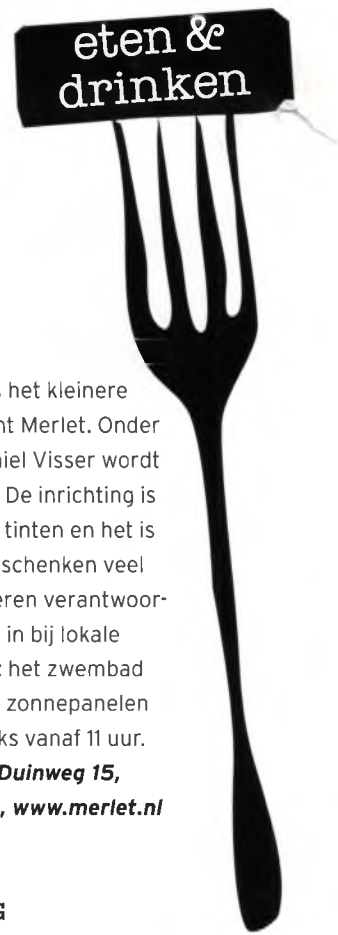 eten &
drinken
het kleinere
nt Merlet. Onder
niel Visser wordt
De inrichting is
tinten en het is
schenken veel
eren verantwoor-
in bij lokale
het zwembad
zonnepanelen
ks vanaf 11 uur.
Duinweg 15,
, www.merlet.nl
G